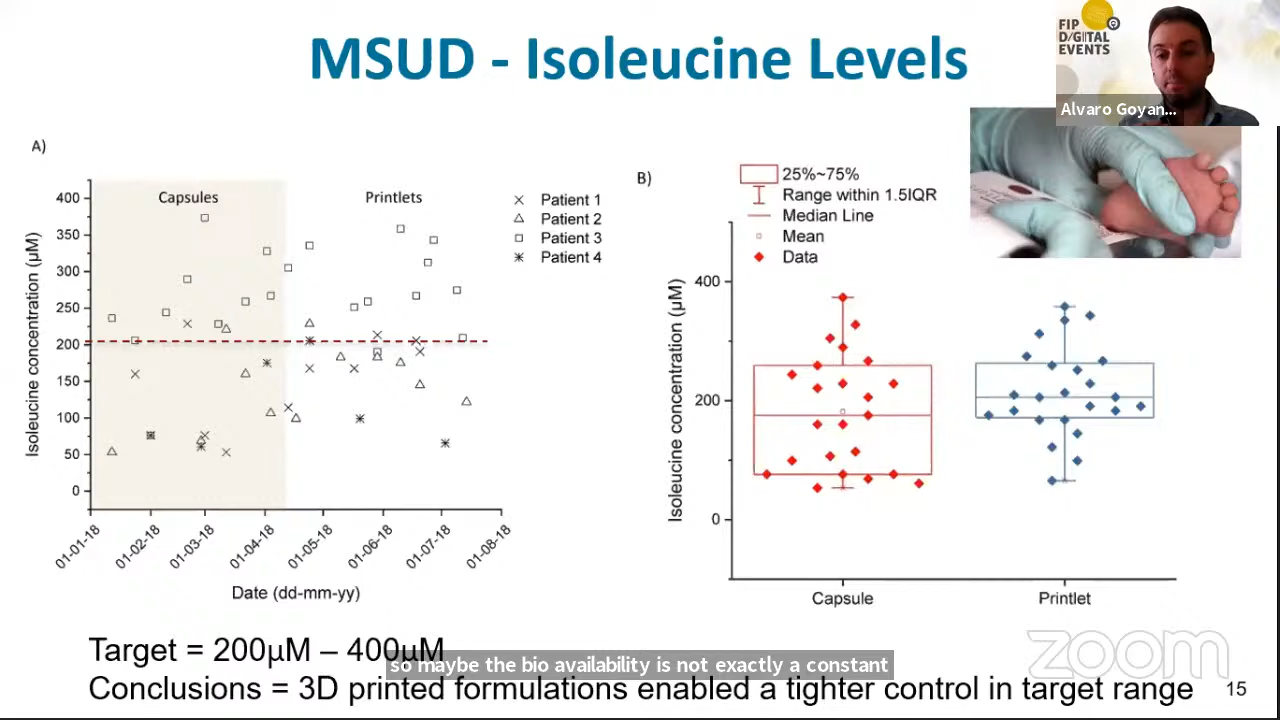 MSUD - Isoleucine Levels
FIP
DIGITAL
EVENTS
Alvaro Goyan...
A)
Capsules
Printlets
Patient 1
Patient 2
Patient 3
Patient 4
400
350
300
250
200
150
100
50
0
Isoleucine concentration (µM)
01-01-18
01-02-18
01-03-18
01-04-18
01-05-18
01-06-18
01-07-18
01-08-18
Date (dd-mm-yy)
B)
25%~75%
Range within 1.5IQR
Median Line
Mean
Data
400
200
0
Isoleucine concentration (µM)
Capsule
Printlet
Target = 200µM – 400µM
so maybe the bio availability is not exactly a constant
Conclusions = 3D printed formulations enabled a tighter control in target range
15
zoom